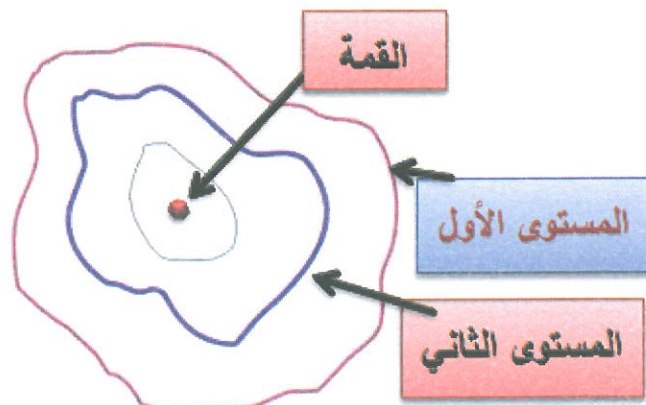 القمة
المستوى الأول
المستوى الثاني